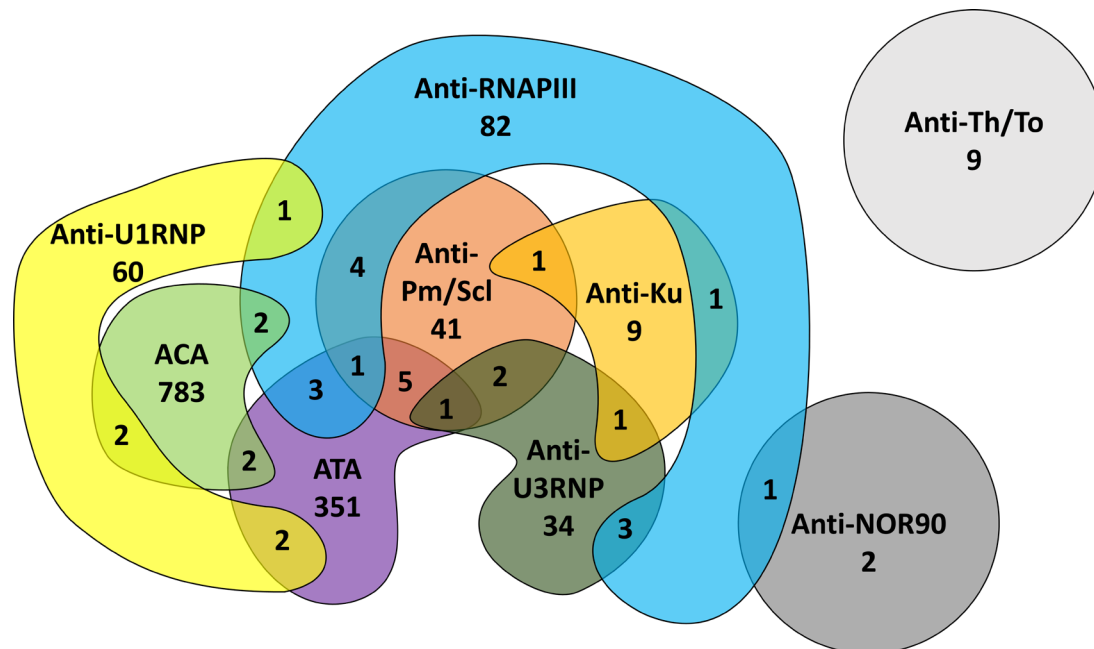 Anti-RNAPIII
82
Anti-Th/To
9
1
Anti-U1RNP
60
4
Anti-
Pm/Scl
41
1
Anti-Ku
9
1
2
ACA
783
3
1
5
2
1
1
2
2
ATA
351
Anti-
U3RNP
34
3
2
1
Anti-NOR90
2